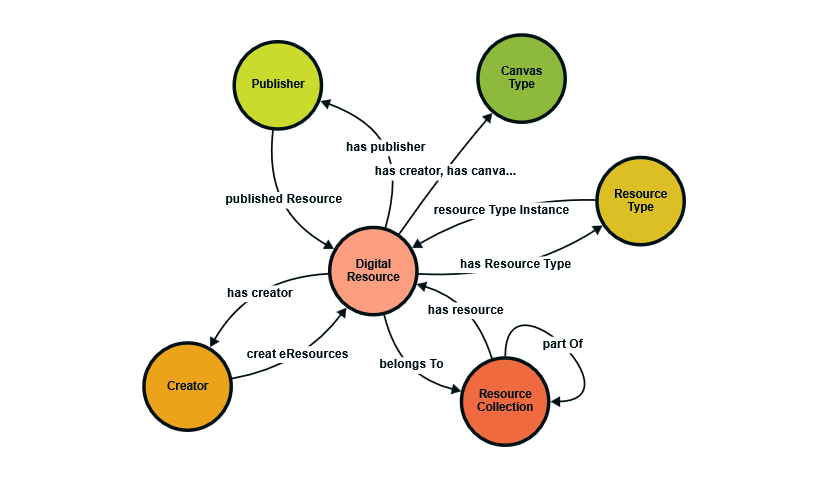 Canvas
Type
Publisher
has publisher
has creator, has canva...
published Resource
Resource
Type
resource Type Instance
Digital
Resource
has Resource Type
has creator
has resource
part Of
creat eResources
belongs To
Creator
Resource
Collection